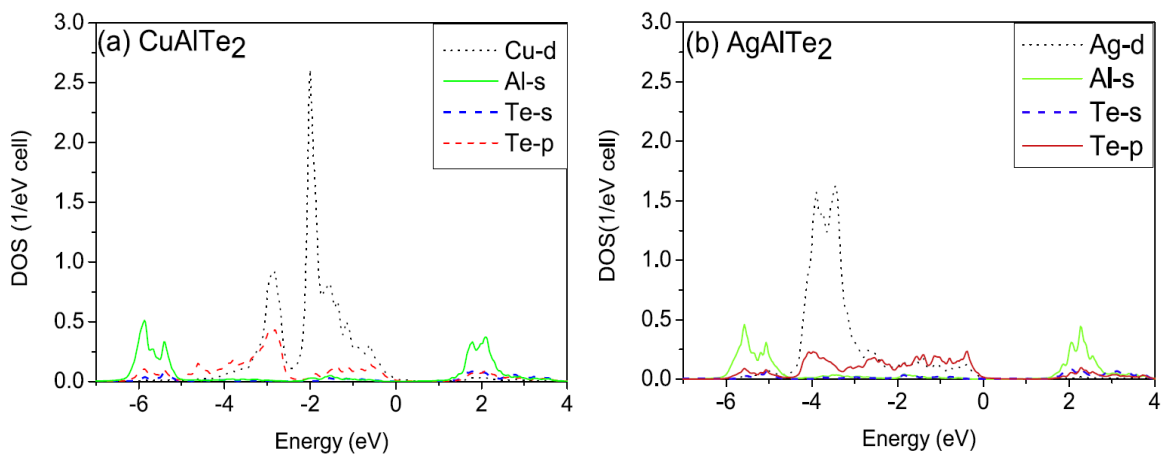 (a) CuAlTe2
Cu-d
Al-s
Te-s
Te-p
3.0
2.5
2.0
1.5
1.0
0.5
0.0
DOS (1/eV cell)
-6 -4 -2 0 2 4
Energy (eV)
(b) AgAlTe2
Ag-d
Al-s
Te-s
Te-p
3.0
2.5
2.0
1.5
1.0
0.5
0.0
DOS(1/eV cell)
-6 -4 -2 0 2 4
Energy (eV)